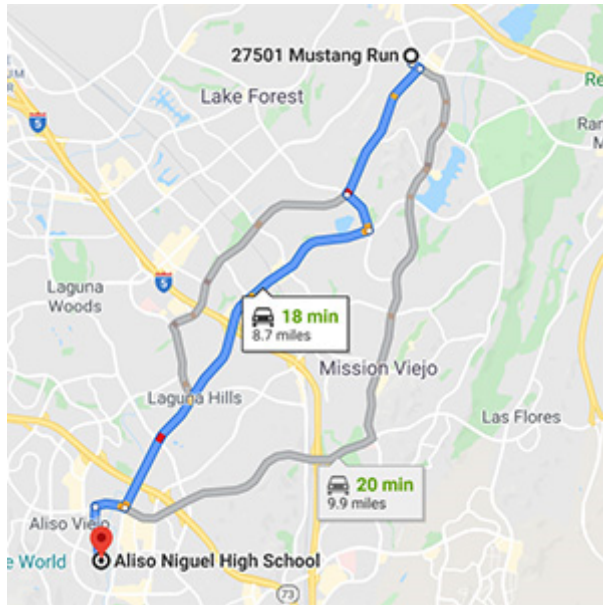 27501 Mustang Run
Lake Forest
5
Re
Ran
M
5
Laguna
Woods
18 min
8.7 miles
Mission Viejo
Laguna Hills
Las Flores
20 min
9.9 miles
Aliso Viejo
e World
Aliso Niguel High School
73